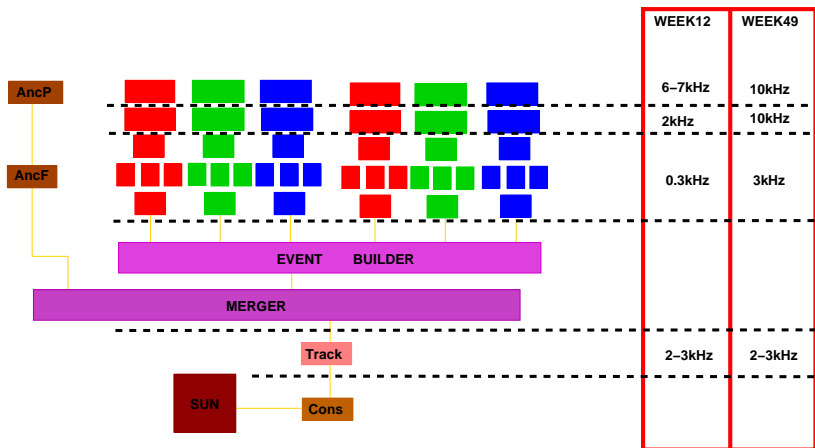 WEEK12 WEEK49
AncP 6–7kHz 10kHz
2kHz 10kHz
AncF 0.3kHz 3kHz
EVENT BUILDER
MERGER
Track 2–3kHz 2–3kHz
SUN Cons